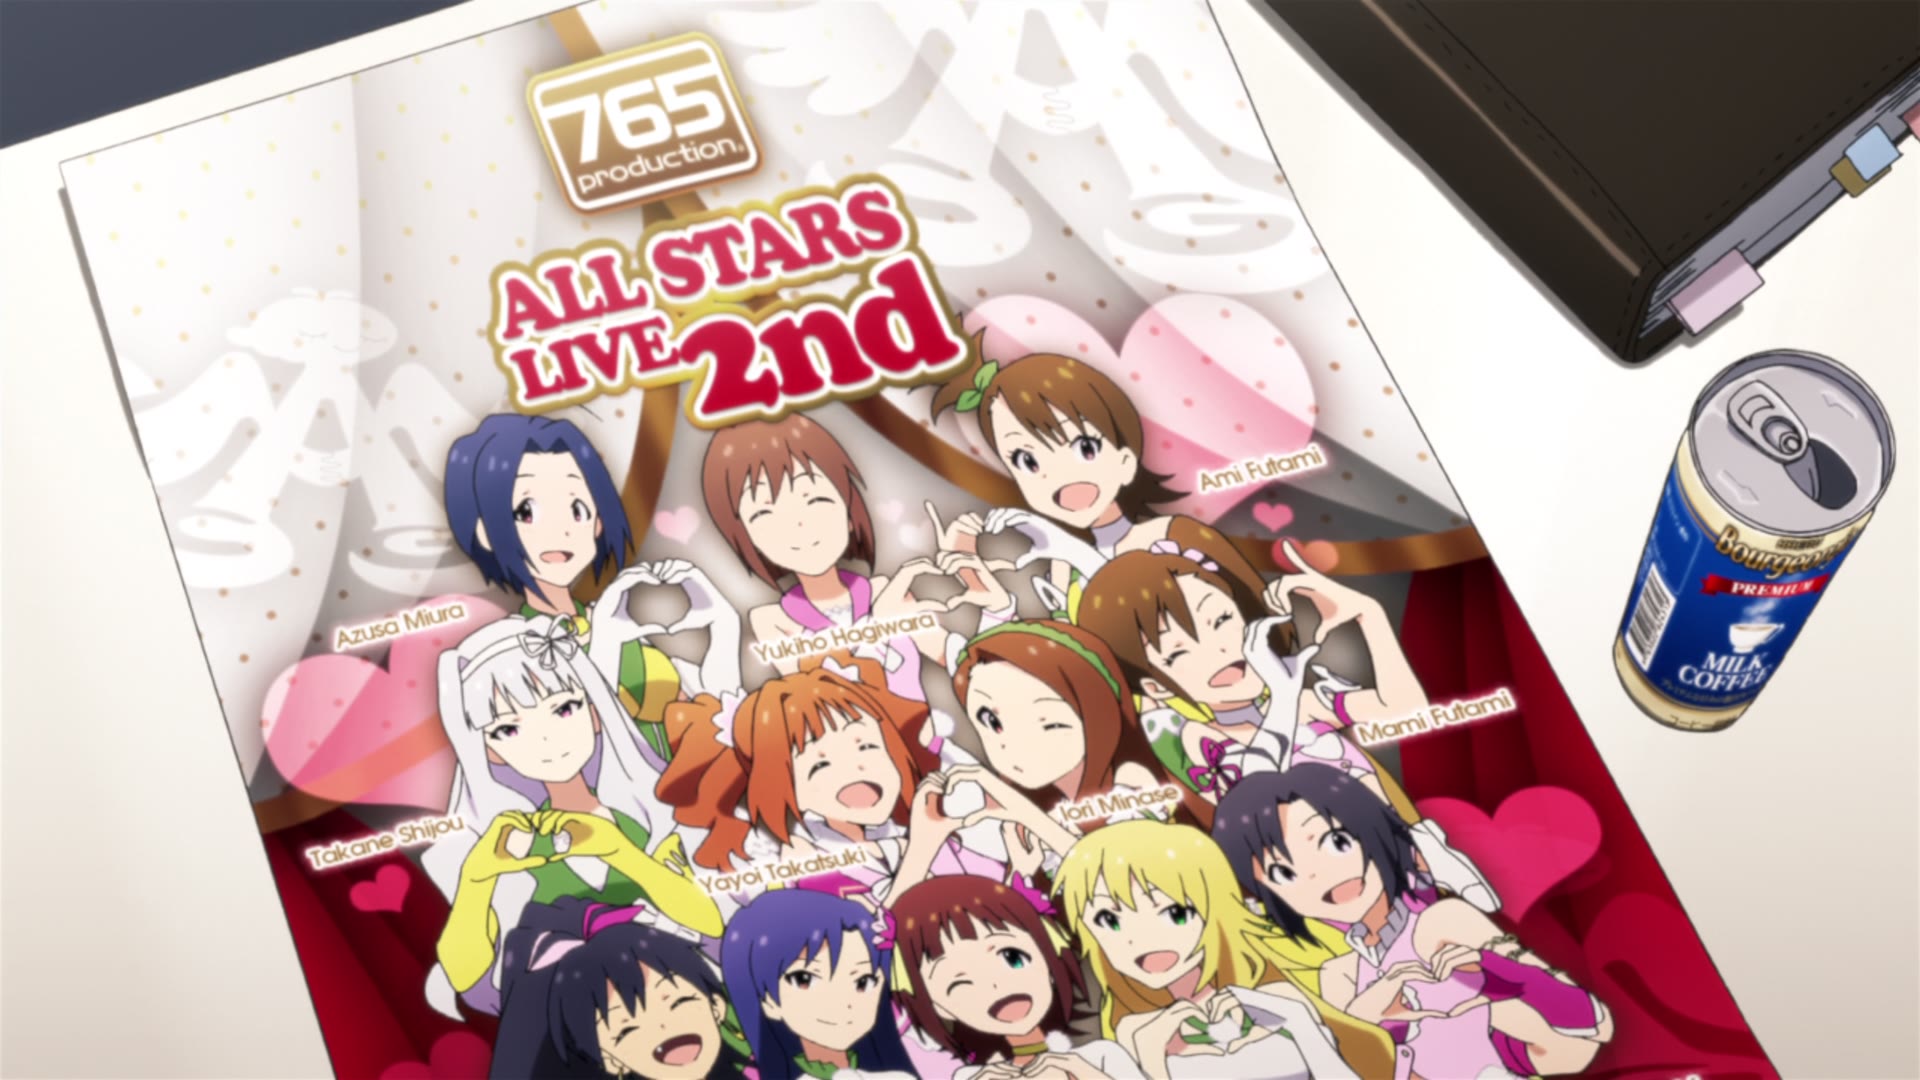 765
production
ALL STARS
LIVE 2nd
Ami Futami
Azusa Miura
Yukiho Hagiwara
Mami Futami
Iori Minase
Takane Shijou
Yayoi Takatsuki
PREMIUM
MILK
COFFEE